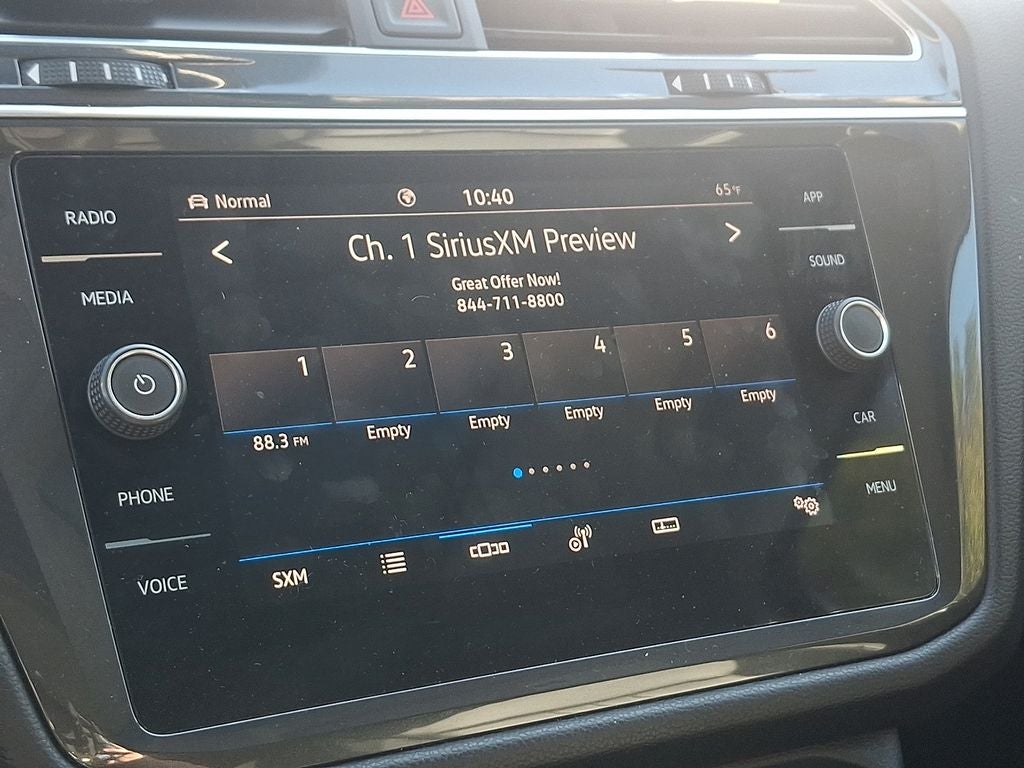 Normal 10:40 65°F
RADIO
MEDIA
PHONE
VOICE
Ch. 1 SiriusXM Preview
Great Offer Now!
844-711-8800
1 2 3 4 5 6
88.3 FM Empty Empty Empty Empty Empty
SXM
APP
SOUND
CAR
MENU